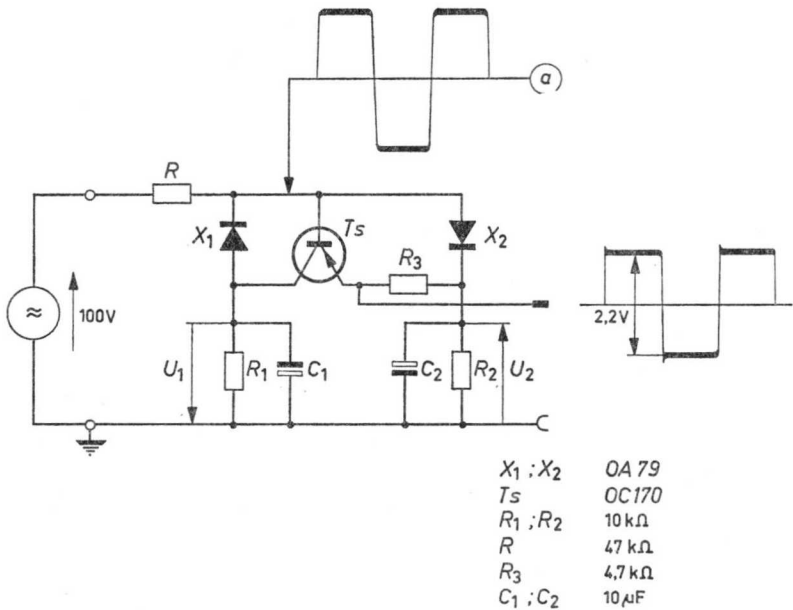 a
R
X1
Ts
X2
R3
≈
100V
2,2V
U1
R1
C1
C2
R2
U2
X1 ; X2 OA 79
Ts OC170
R1 ; R2 10 kΩ
R 47 kΩ
R3 4,7 kΩ
C1 ; C2 10 µF